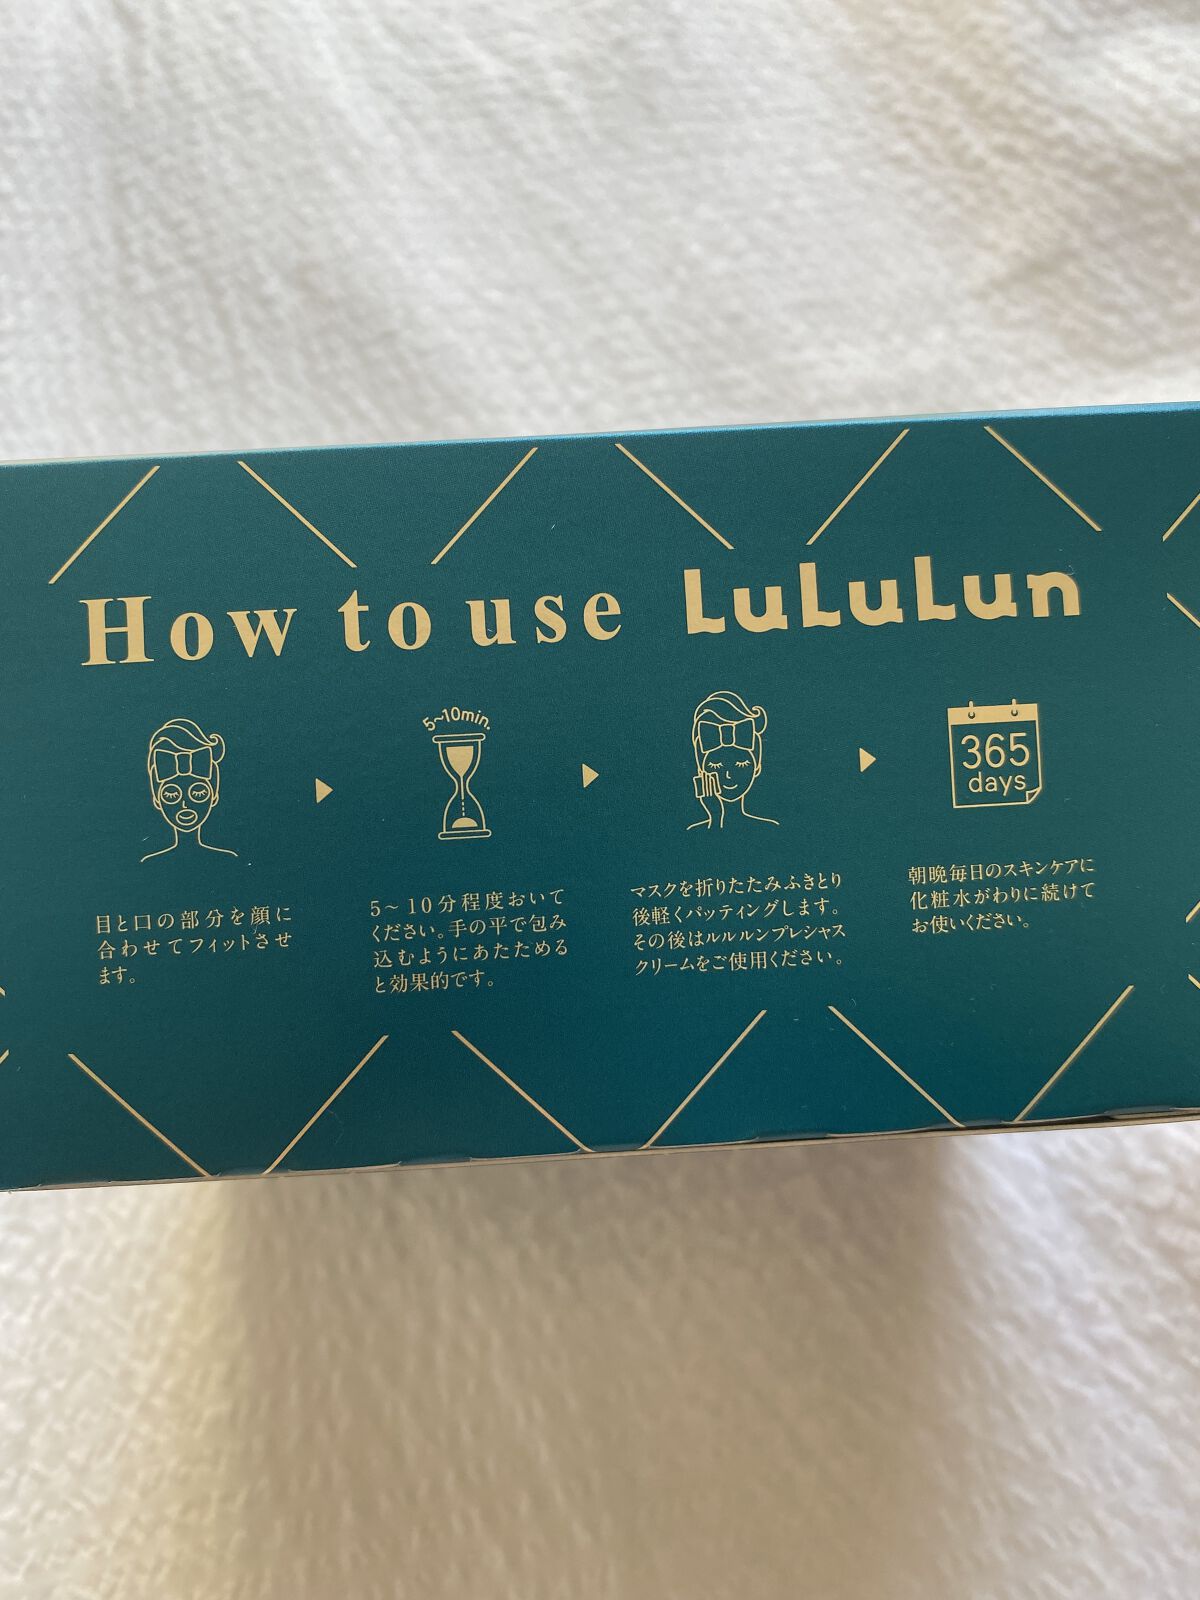 How to use LuLuLun
5~10min.
365
days
目と口の部分を顔に
合わせてフィットさせ
ます。
5~10分程度おいて
ください。手の平で包み
込むようにあたためる
と効果的です。
マスクを折りたたみふきとり
後軽くパッティングします。
その後はルルルンプレシャス
クリームをご使用ください。
朝晩毎日のスキンケアに
化粧水がわりに続けて
お使いください。